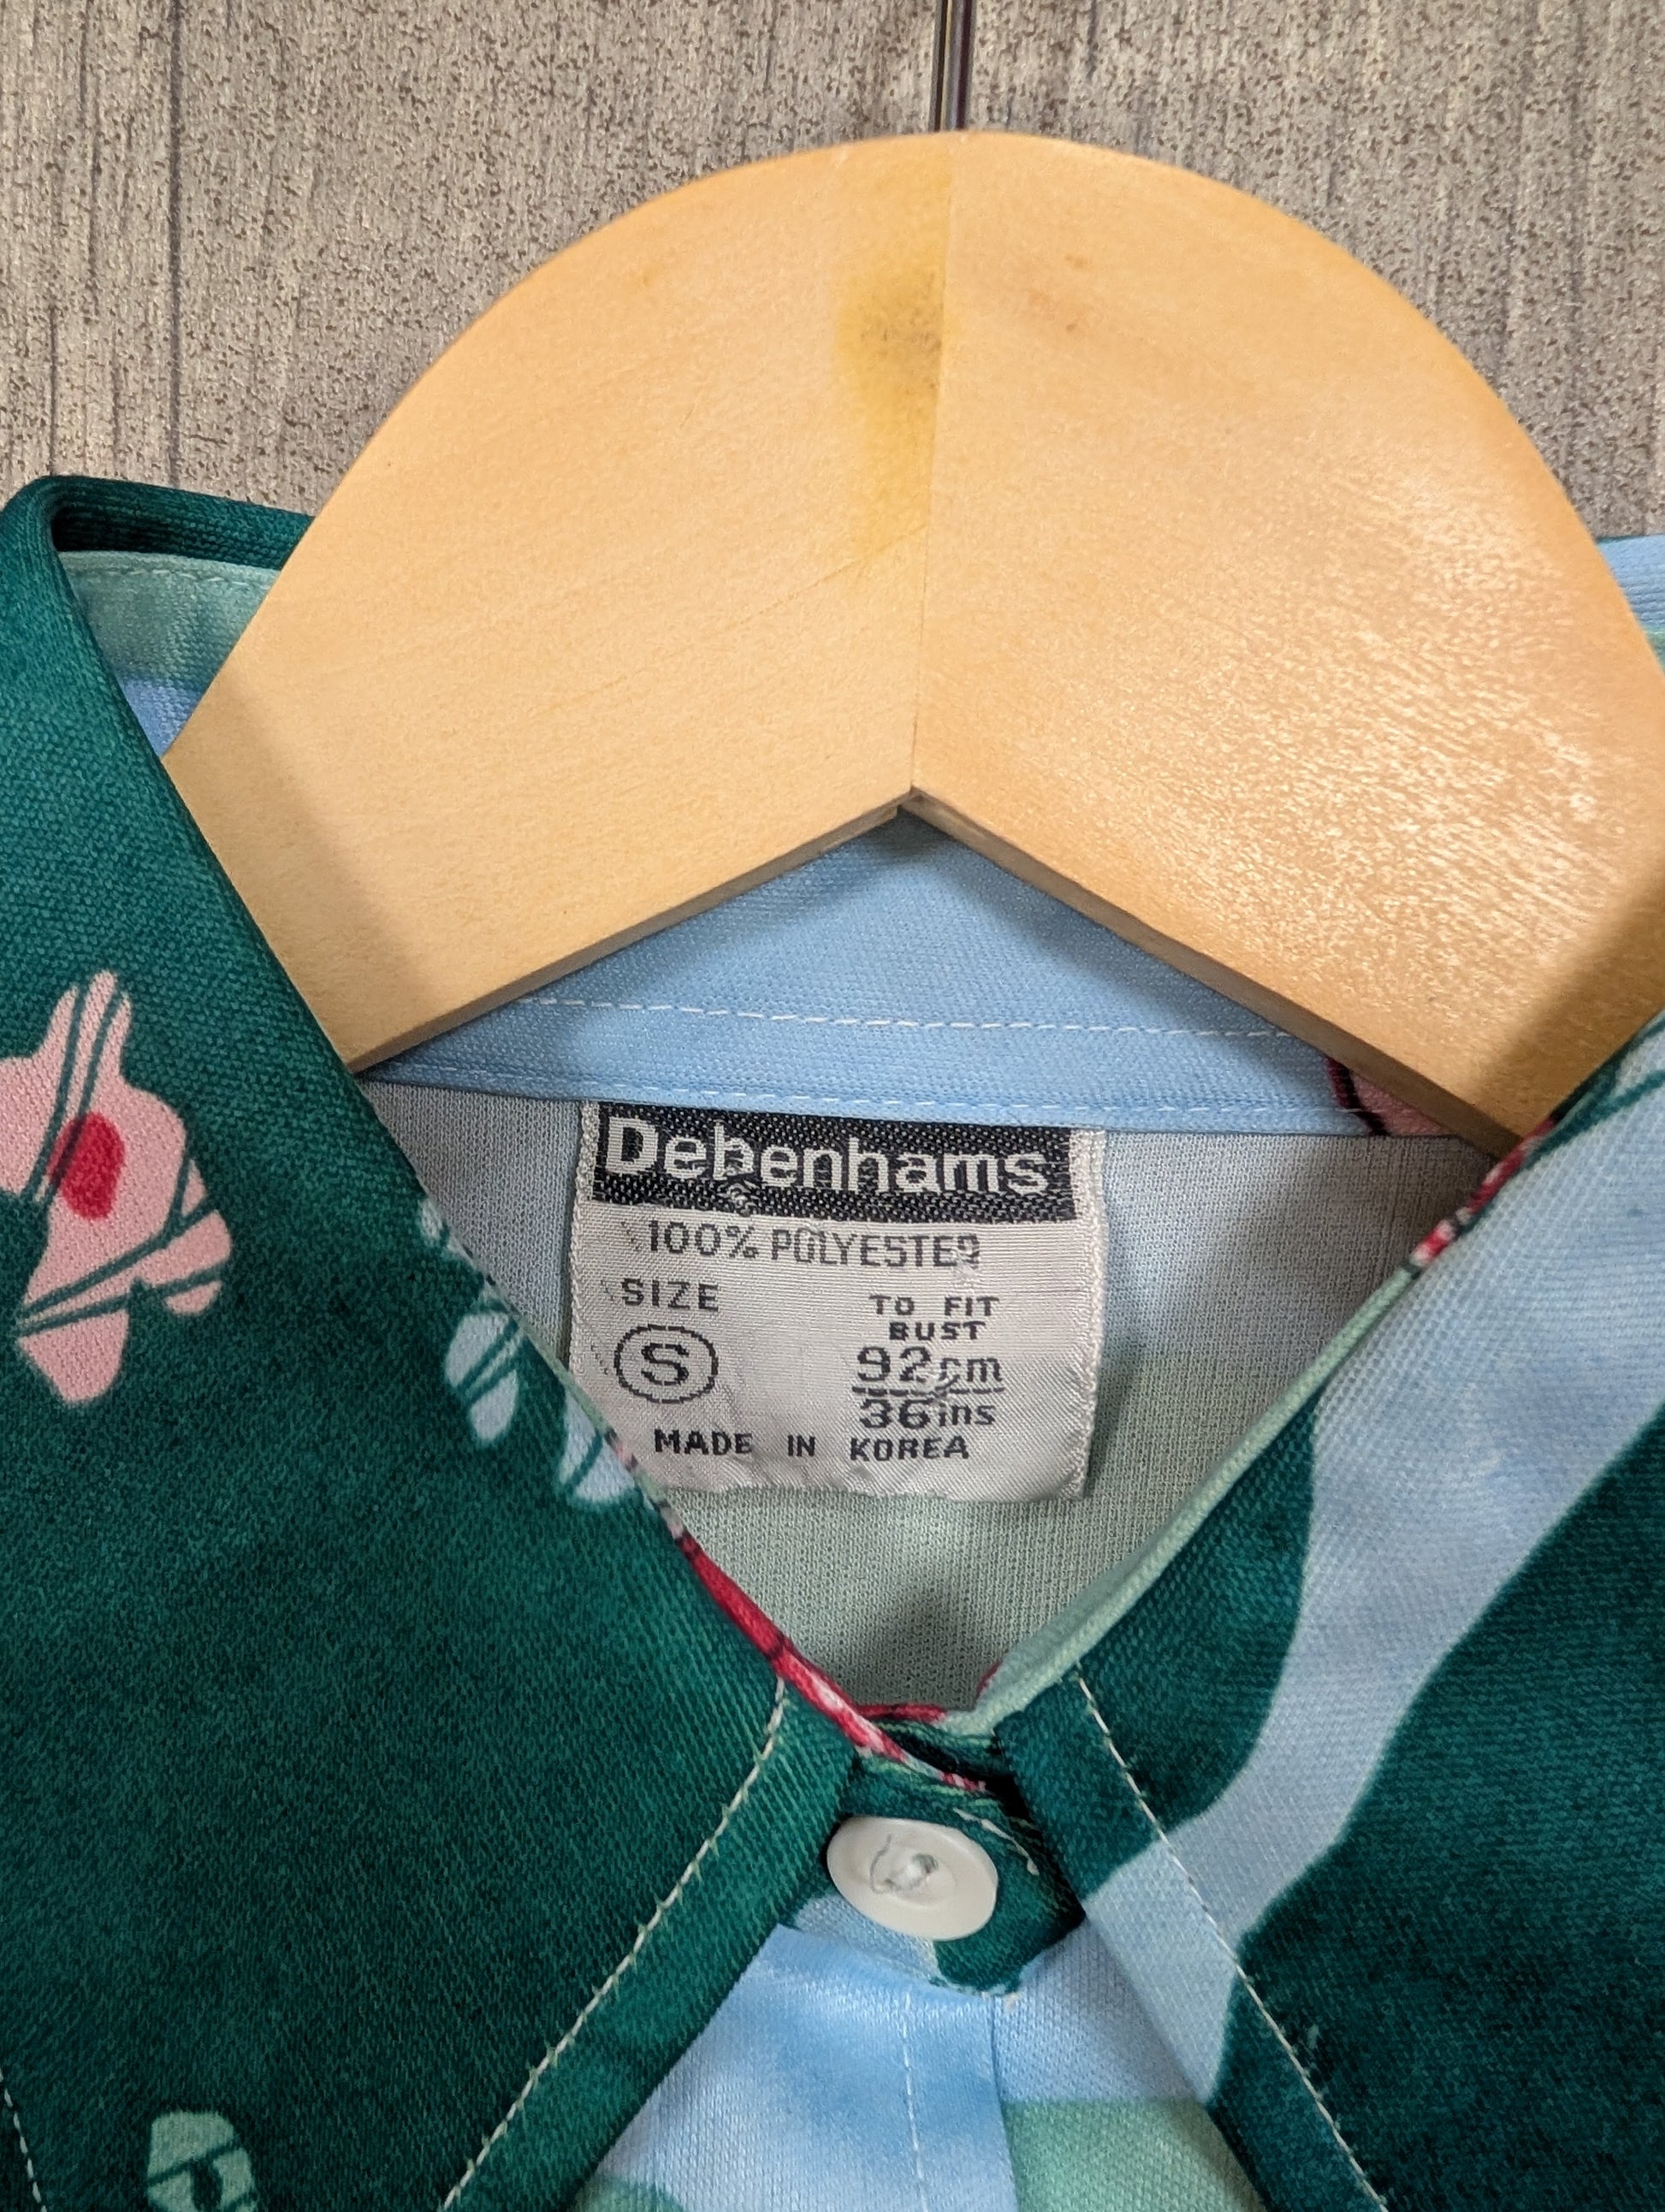 Debenhams
100% POLYESTER
SIZE
S
TO FIT
BUST
92cm
36ins
MADE IN KOREA